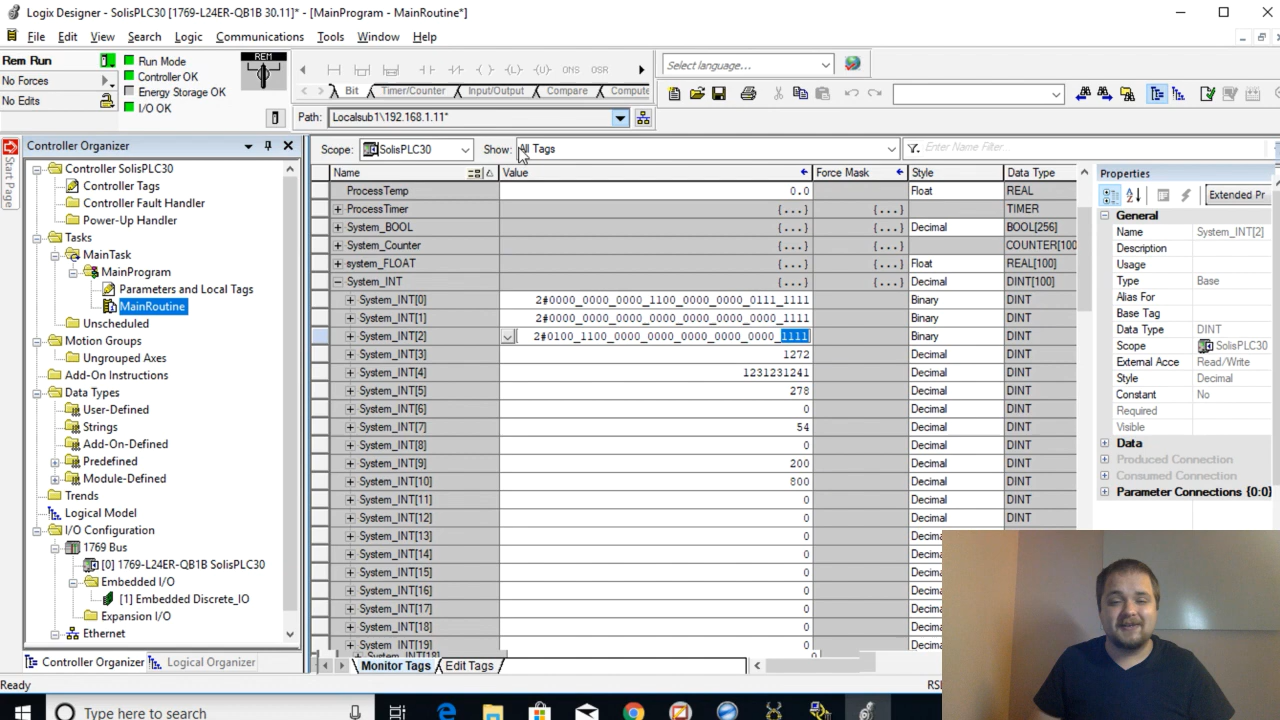 Logix Designer - SolisPLC30 [1769-L24ER-QB1B 30.11]* - [MainProgram - MainRoutine*]
File Edit View Search Logic Communications Tools Window Help
Rem Run
No Forces
No Edits
Run Mode
Controller OK
Energy Storage OK
I/O OK
REM
ONS OSR
Bit Timer/Counter Input/Output Compare Compute
Select language...
Path: Localsub1\192.168.1.11*
Start Page
Controller Organizer
Controller SolisPLC30
Controller Tags
Controller Fault Handler
Power-Up Handler
Tasks
MainTask
MainProgram
Parameters and Local Tags
MainRoutine
Unscheduled
Motion Groups
Ungrouped Axes
Add-On Instructions
Data Types
User-Defined
Strings
Add-On-Defined
Predefined
Module-Defined
Trends
Logical Model
I/O Configuration
1769 Bus
[0] 1769-L24ER-QB1B SolisPLC30
Embedded I/O
[1] Embedded Discrete_IO
Expansion I/O
Ethernet
Controller Organizer Logical Organizer
Scope: SolisPLC30 Show: All Tags Enter Name Filter...
Name Value Force Mask Style Data Type
ProcessTemp 0.0 Float REAL
ProcessTimer {...} {...} TIMER
System_BOOL {...} {...} Decimal BOOL[256]
System_Counter {...} {...} COUNTER[100
system_FLOAT {...} {...} Float REAL[100]
System_INT {...} {...} Decimal DINT[100]
System_INT[0] 2#0000_0000_0000_1100_0000_0000_0111_1111 Binary DINT
System_INT[1] 2#0000_0000_0000_0000_0000_0000_0000_1111 Binary DINT
System_INT[2] 2#0100_1100_0000_0000_0000_0000_0000_1111 Binary DINT
System_INT[3] 1272 Decimal DINT
System_INT[4] 1231231241 Decimal DINT
System_INT[5] 278 Decimal DINT
System_INT[6] 0 Decimal DINT
System_INT[7] 54 Decimal DINT
System_INT[8] 0 Decimal DINT
System_INT[9] 200 Decimal DINT
System_INT[10] 800 Decimal DINT
System_INT[11] 0 Decimal DINT
System_INT[12] 0 Decimal DINT
System_INT[13] 0
System_INT[14] 0
System_INT[15] 0
System_INT[16] 0
System_INT[17] 0
System_INT[18] 0
System_INT[19] 0
Monitor Tags Edit Tags
Properties
Extended Pr
General
Name System_INT[2]
Description
Usage
Type Base
Alias For
Base Tag
Data Type DINT
Scope SolisPLC30
External Acce Read/Write
Style Decimal
Constant No
Required
Visible
Data
Produced Connection
Consumed Connection
Parameter Connections {0:0}
Ready
Type here to search